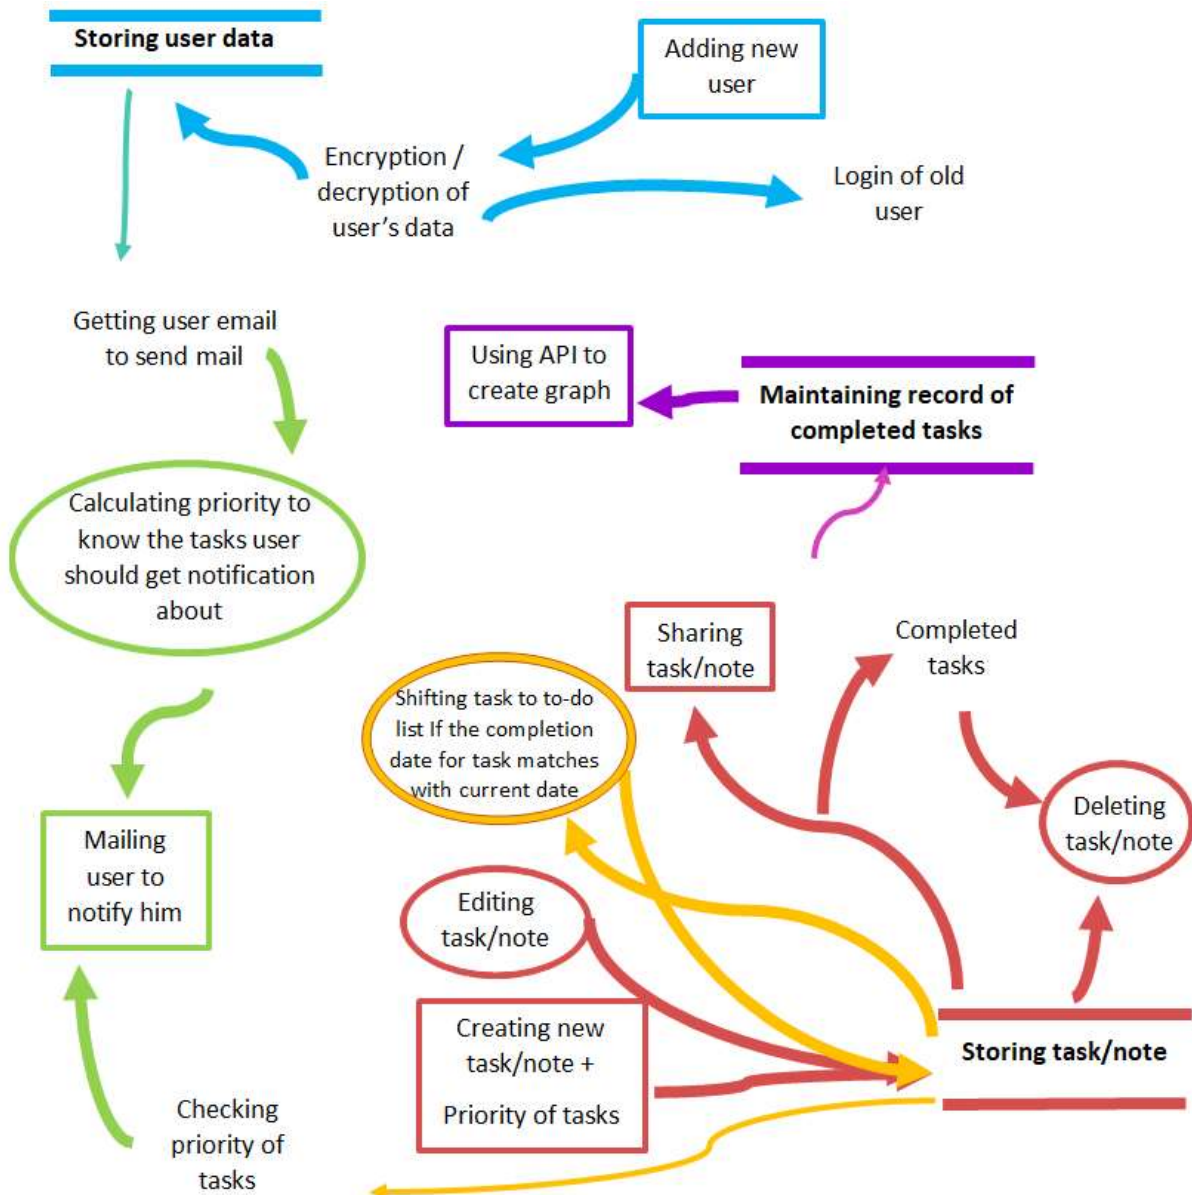 Storing user data
Adding new
user
Encryption /
decryption of
user’s data
Login of old
user
Getting user email
to send mail
Using API to
create graph
Maintaining record of
completed tasks
Calculating priority to
know the tasks user
should get notification
about
Sharing
task/note
Completed
tasks
Shifting task to to-do
list If the completion
date for task matches
with current date
Deleting
task/note
Mailing
user to
notify him
Editing
task/note
Creating new
task/note +
Priority of tasks
Storing task/note
Checking
priority of
tasks